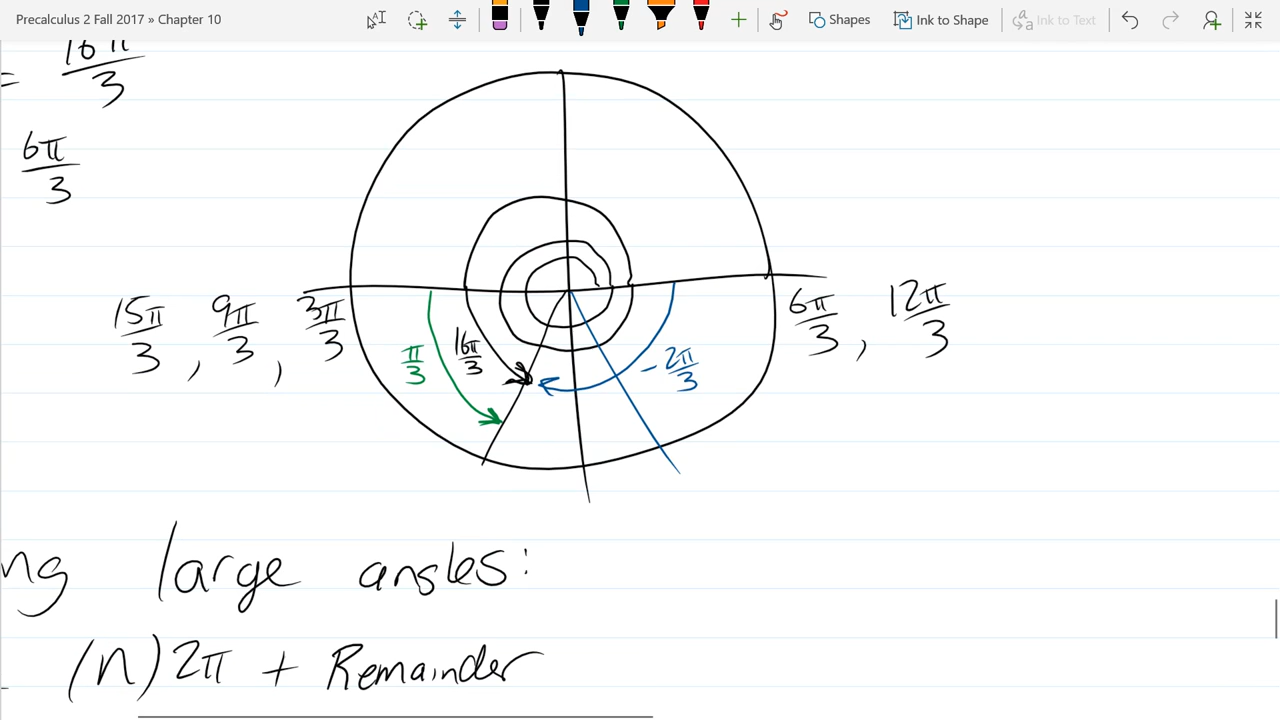 Precalculus 2 Fall 2017 » Chapter 10
Shapes
Ink to Shape
Ink to Text
= 16π/3
6π/3
15π/3, 9π/3, 3π/3
6π/3, 12π/3
π/3
16π/3
-2π/3
ng large angles:
(n)2π + Remainder